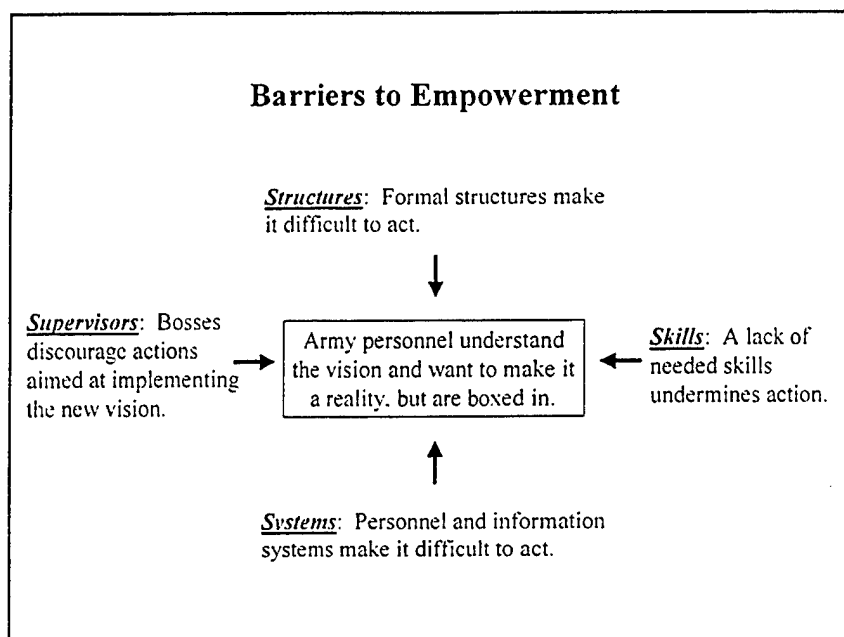 Barriers to Empowerment
Structures: Formal structures make
it difficult to act.
Supervisors: Bosses
discourage actions
aimed at implementing
the new vision.
Army personnel understand
the vision and want to make it
a reality, but are boxed in.
Skills: A lack of
needed skills
undermines action.
Systems: Personnel and information
systems make it difficult to act.